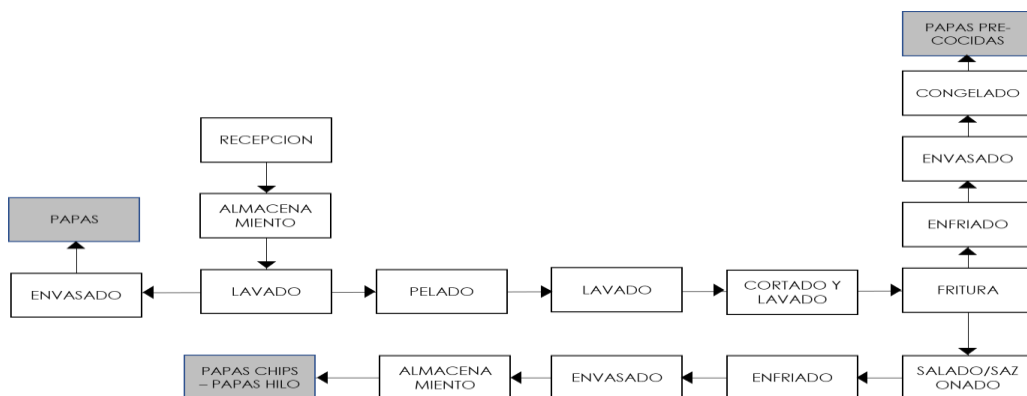 PAPAS PRE-
COCIDAS
CONGELADO
RECEPCION
ENVASADO
ALMACENA
MIENTO
PAPAS
ENFRIADO
ENVASADO
LAVADO
PELADO
LAVADO
CORTADO Y
LAVADO
FRITURA
PAPAS CHIPS
– PAPAS HILO
ALMACENA
MIENTO
ENVASADO
ENFRIADO
SALADO/SAZ
ONADO